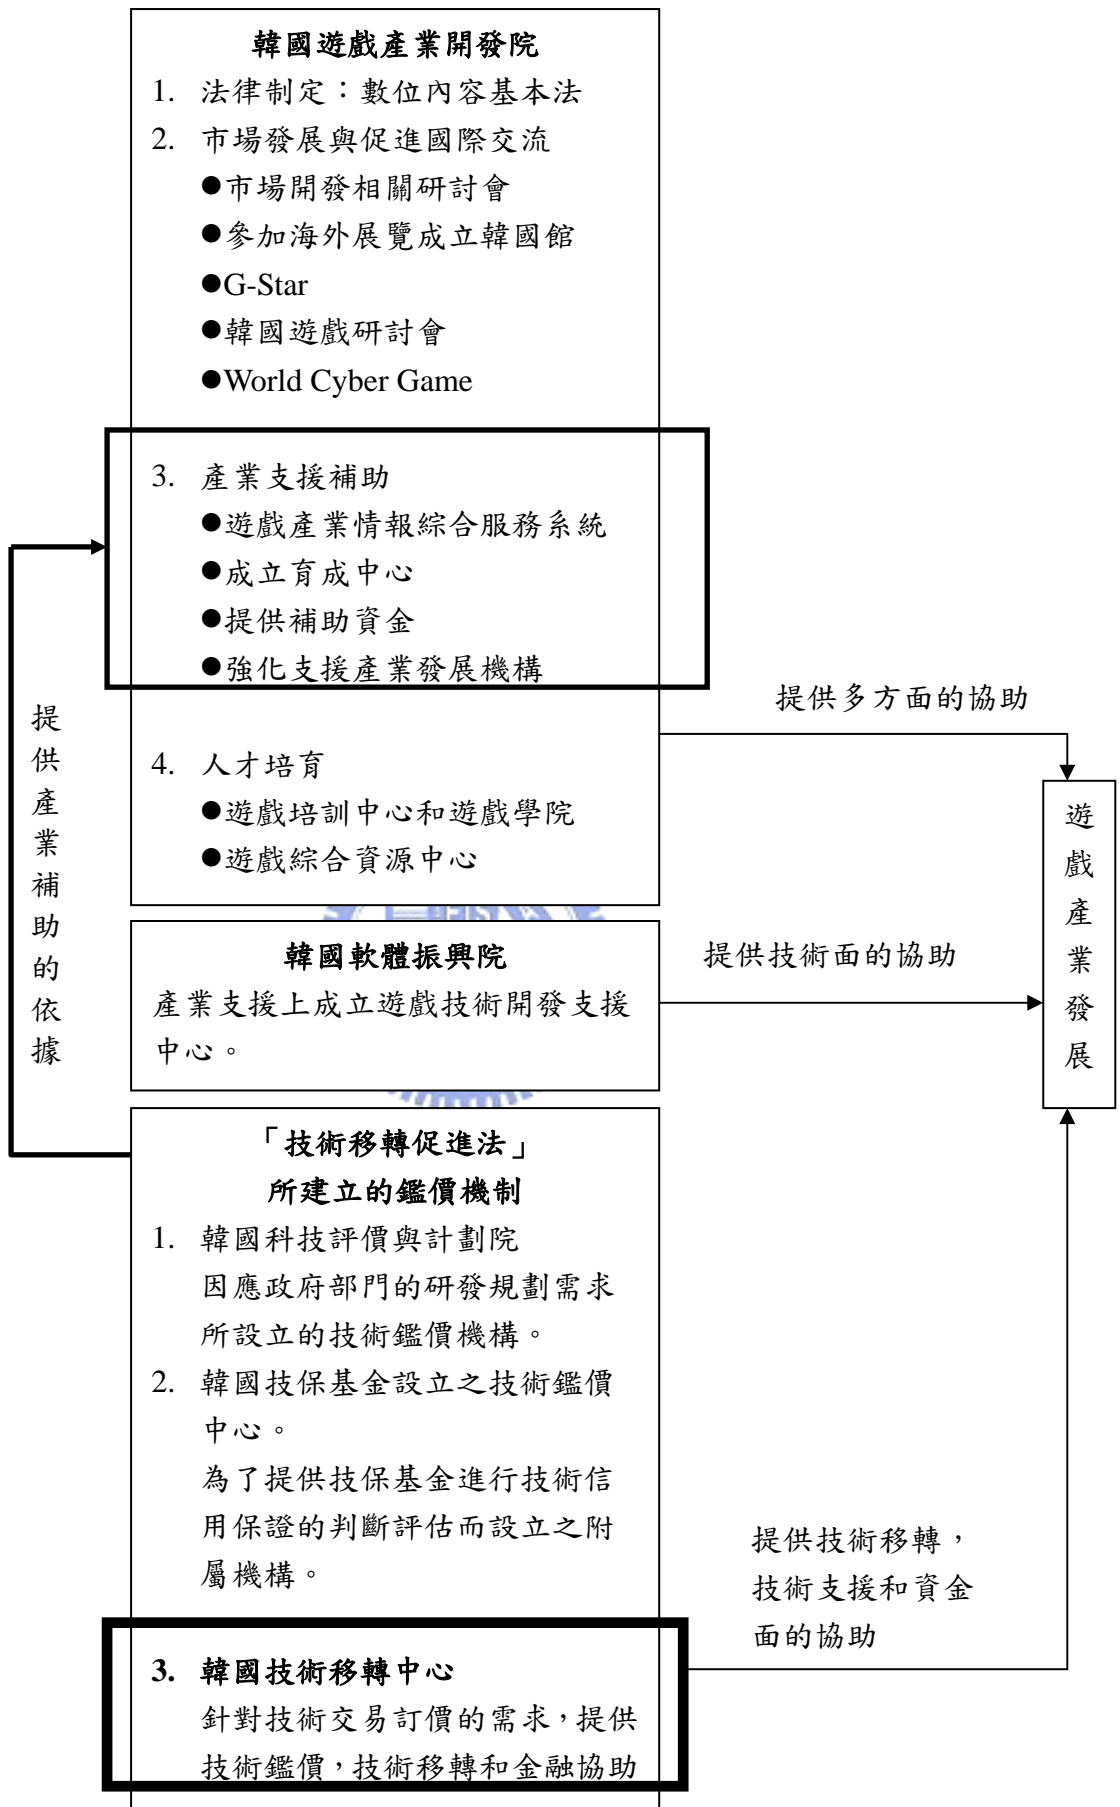 韓國遊戲產業開發院
1. 法律制定：數位內容基本法
2. 市場發展與促進國際交流
●市場開發相關研討會
●參加海外展覽成立韓國館
●G-Star
●韓國遊戲研討會
●World Cyber Game
3. 產業支援補助
●遊戲產業情報綜合服務系統
●成立育成中心
●提供補助資金
●強化支援產業發展機構
4. 人才培育
●遊戲培訓中心和遊戲學院
●遊戲綜合資源中心
提供產業補助的依據
提供多方面的協助
遊戲產業發展
韓國軟體振興院
產業支援上成立遊戲技術開發支援
中心。
提供技術面的協助
「技術移轉促進法」
所建立的鑑價機制
1. 韓國科技評價與計劃院
因應政府部門的研發規劃需求
所設立的技術鑑價機構。
2. 韓國技保基金設立之技術鑑價
中心。
為了提供技保基金進行技術信
用保證的判斷評估而設立之附
屬機構。
3. 韓國技術移轉中心
針對技術交易訂價的需求，提供
技術鑑價，技術移轉和金融協助
提供技術移轉，
技術支援和資金
面的協助